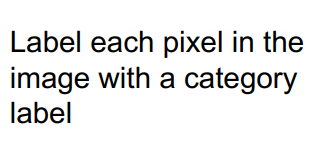 Label each pixel in the
image with a category
label